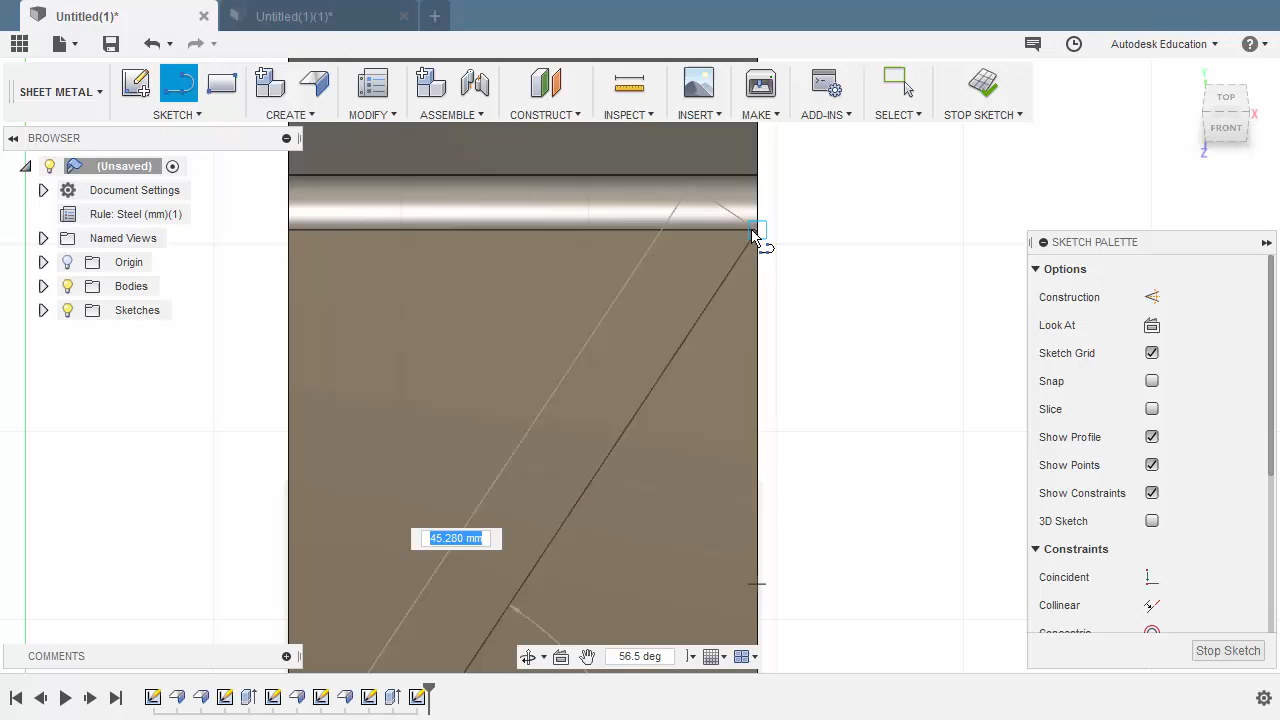 Untitled(1)*
Untitled(1)(1)*
Autodesk Education
SHEET METAL
SKETCH
CREATE
MODIFY
ASSEMBLE
CONSTRUCT
INSPECT
INSERT
MAKE
ADD-INS
SELECT
STOP SKETCH
TOP
FRONT
Y
X
Z
BROWSER
(Unsaved)
Document Settings
Rule: Steel (mm)(1)
Named Views
Origin
Bodies
Sketches
45.280 mm
SKETCH PALETTE
Options
Construction
Look At
Sketch Grid
Snap
Slice
Show Profile
Show Points
Show Constraints
3D Sketch
Constraints
Coincident
Collinear
Concentric
Stop Sketch
COMMENTS
56.5 deg